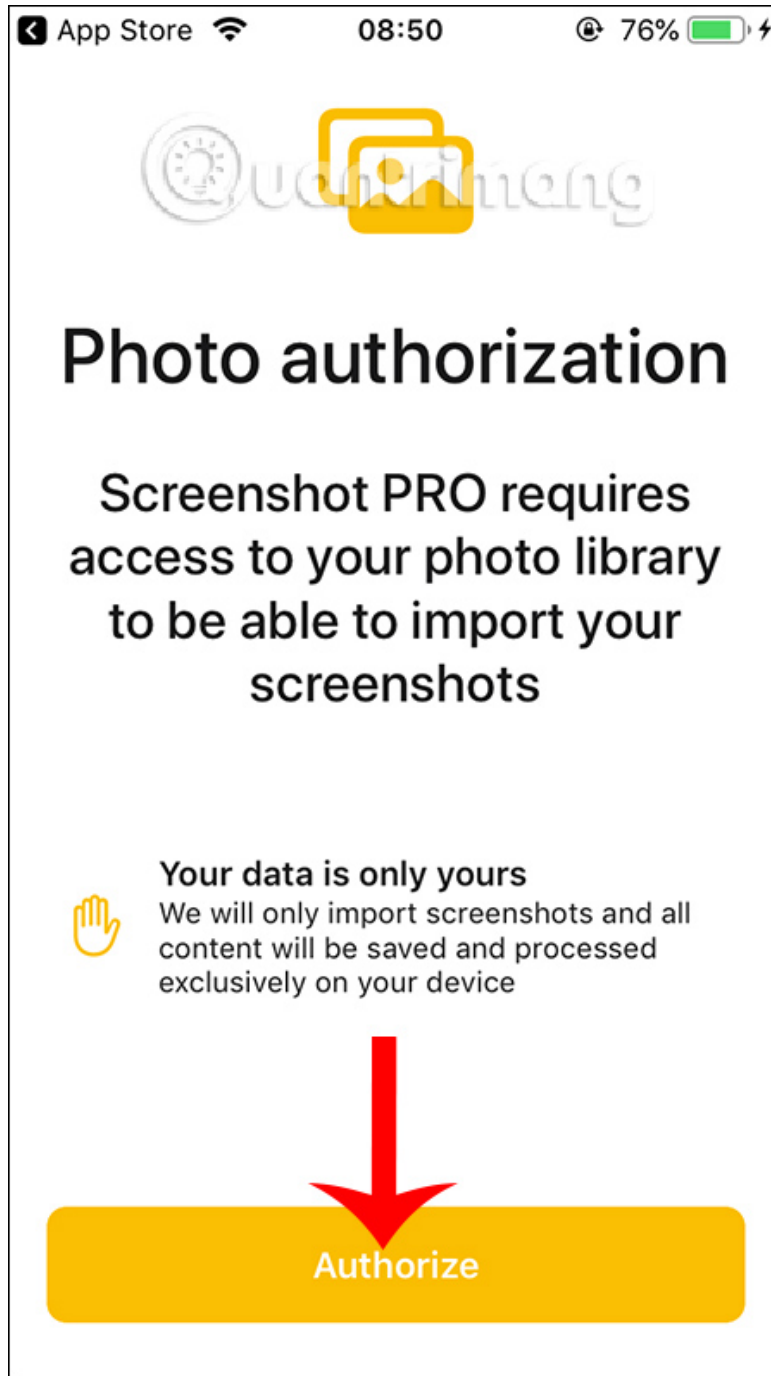 App Store 08:50 76%
Quantrimang
Photo authorization
Screenshot PRO requires
access to your photo library
to be able to import your
screenshots
Your data is only yours
We will only import screenshots and all
content will be saved and processed
exclusively on your device
Authorize